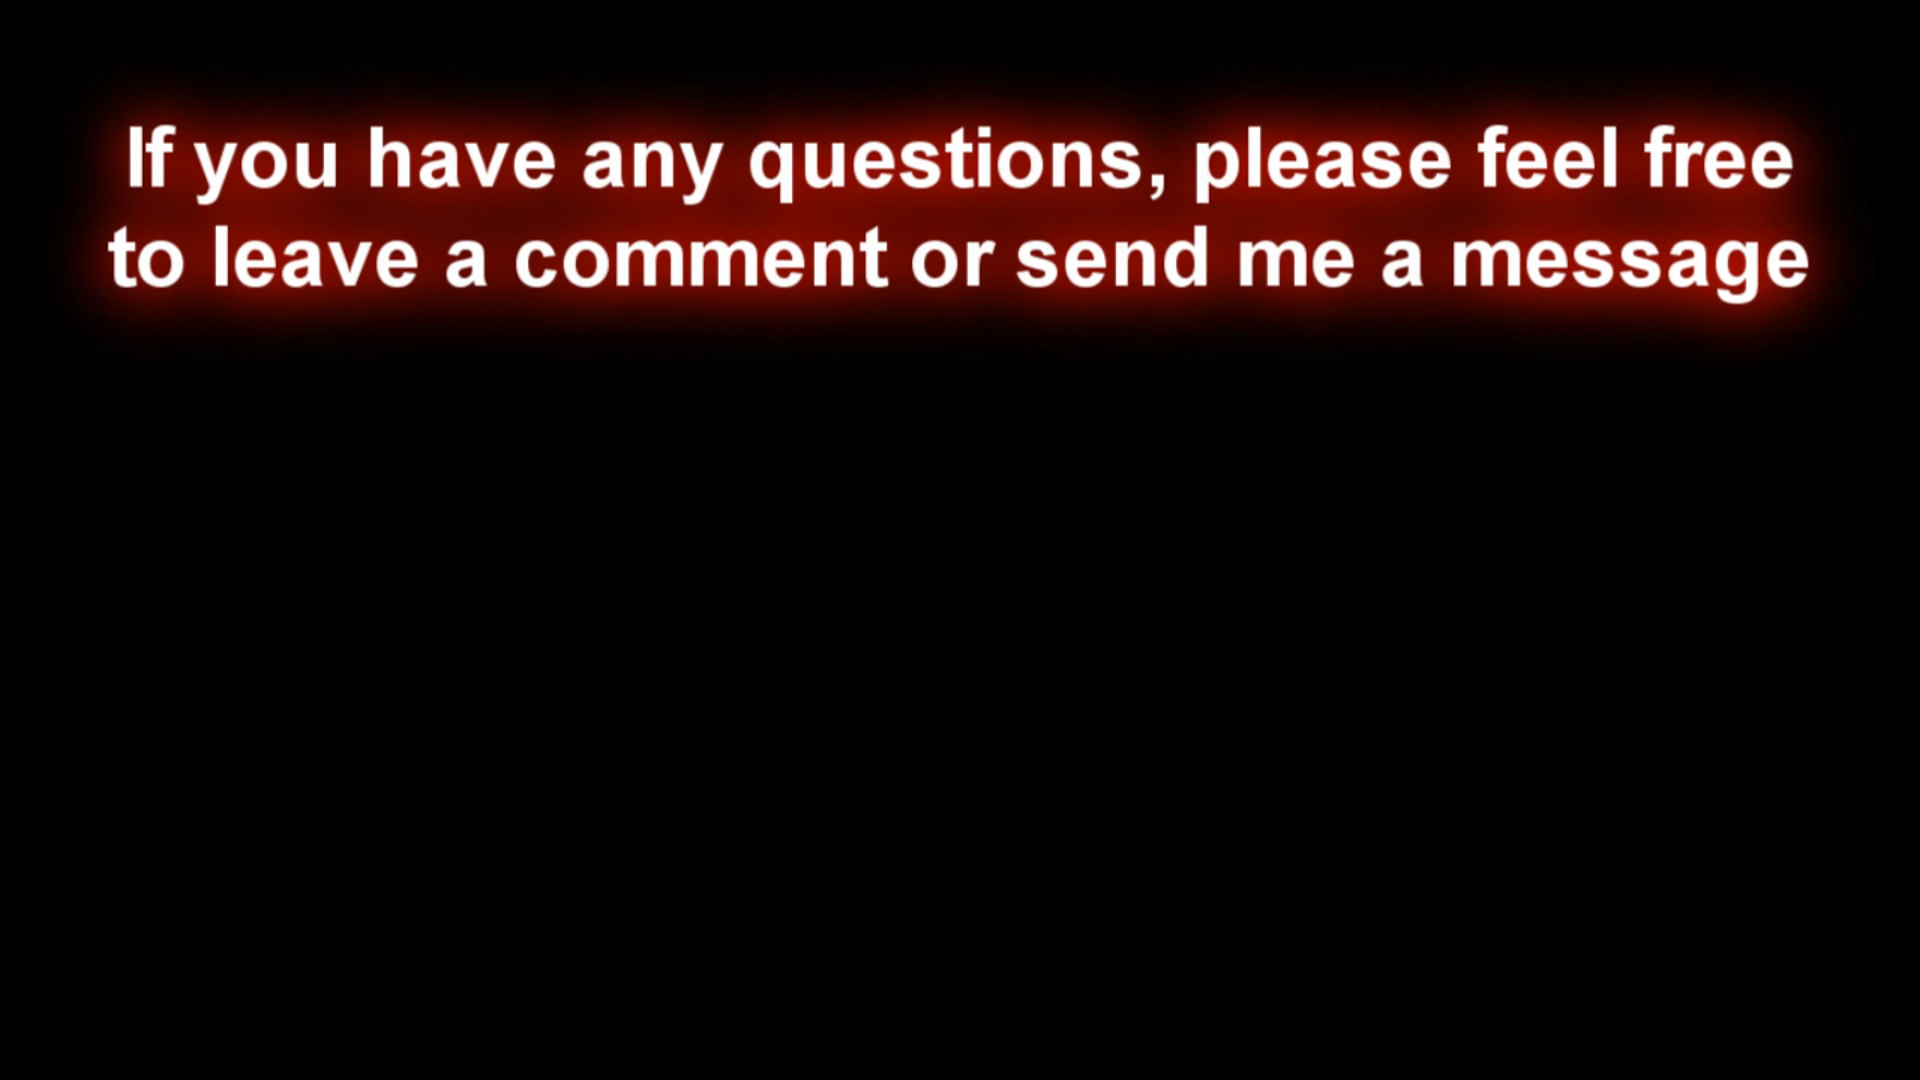 If you have any questions, please feel free
to leave a comment or send me a message